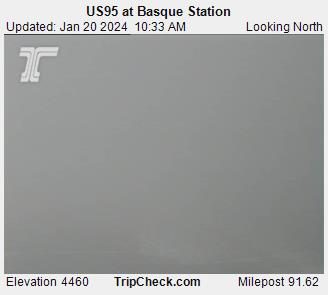 US95 at Basque Station
Updated: Jan 20 2024 10:33 AM Looking North
Elevation 4460 TripCheck.com Milepost 91.62